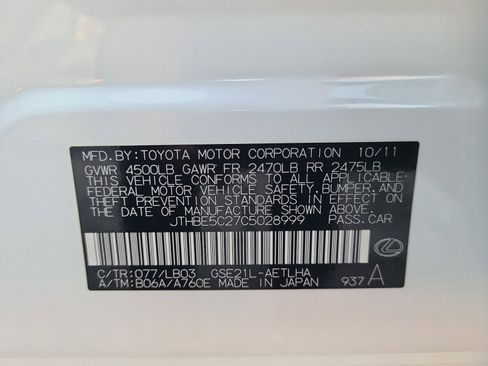 MFD.BY:TOYOTA MOTOR CORPORATION 10/11
GVWR 4500LB GAWR FR 2470LB RR 2475LB
THIS VEHICLE CONFORMS TO ALL APPLICABLE
FEDERAL MOTOR VEHICLE SAFETY, BUMPER, AND
THEFT PREVENTION STANDARDS IN EFFECT ON
THE DATE OF MANUFACTURE SHOWN ABOVE.
JTHBE5C27C5028999 PASS.CAR
C/TR:077/LB03 GSE21L-AETLHA
A/TM:B06A/A760E MADE IN JAPAN 937 A